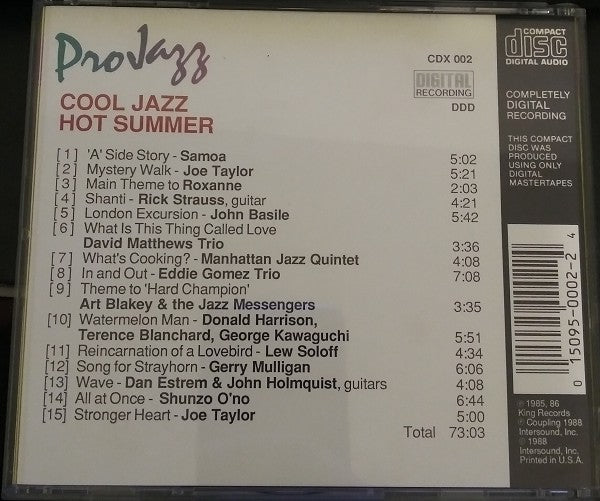 ProJazz
CDX 002
DIGITAL
RECORDING
DDD
COOL JAZZ
HOT SUMMER
[1] 'A' Side Story - Samoa 5:02
[2] Mystery Walk - Joe Taylor 5:21
[3] Main Theme to Roxanne 2:03
[4] Shanti - Rick Strauss, guitar 4:21
[5] London Excursion - John Basile 5:42
[6] What Is This Thing Called Love
David Matthews Trio 3:36
[7] What's Cooking? - Manhattan Jazz Quintet 4:08
[8] In and Out - Eddie Gomez Trio 7:08
[9] Theme to 'Hard Champion'
Art Blakey & the Jazz Messengers 3:35
[10] Watermelon Man - Donald Harrison,
Terence Blanchard, George Kawaguchi 5:51
[11] Reincarnation of a Lovebird - Lew Soloff 4:34
[12] Song for Strayhorn - Gerry Mulligan 6:06
[13] Wave - Dan Estrem & John Holmquist, guitars 4:08
[14] All at Once - Shunzo O'no 6:44
[15] Stronger Heart - Joe Taylor 5:00
Total 73:03
COMPACT
disc
DIGITAL AUDIO
COMPLETELY
DIGITAL
RECORDING
THIS COMPACT
DISC WAS
PRODUCED
USING ONLY
DIGITAL
MASTERTAPES
0 15095-0002-2 4
℗ 1985, 86
King Records
℗ Coupling 1988
Intersound, Inc.
© 1988
Intersound, Inc.
Printed in U.S.A.